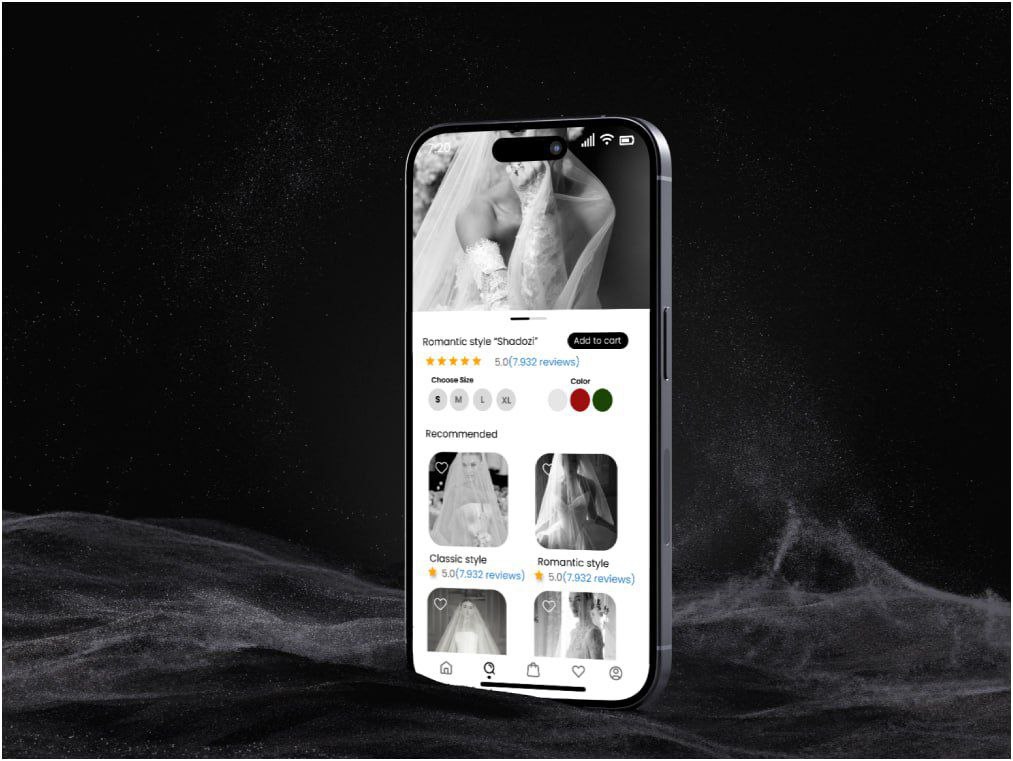 7:20
Romantic style “Shadozi”
Add to cart
5.0(7.932 reviews)
Choose Size
Color
S M L XL
Recommended
Classic style
Romantic style
5.0(7.932 reviews)
5.0(7.932 reviews)